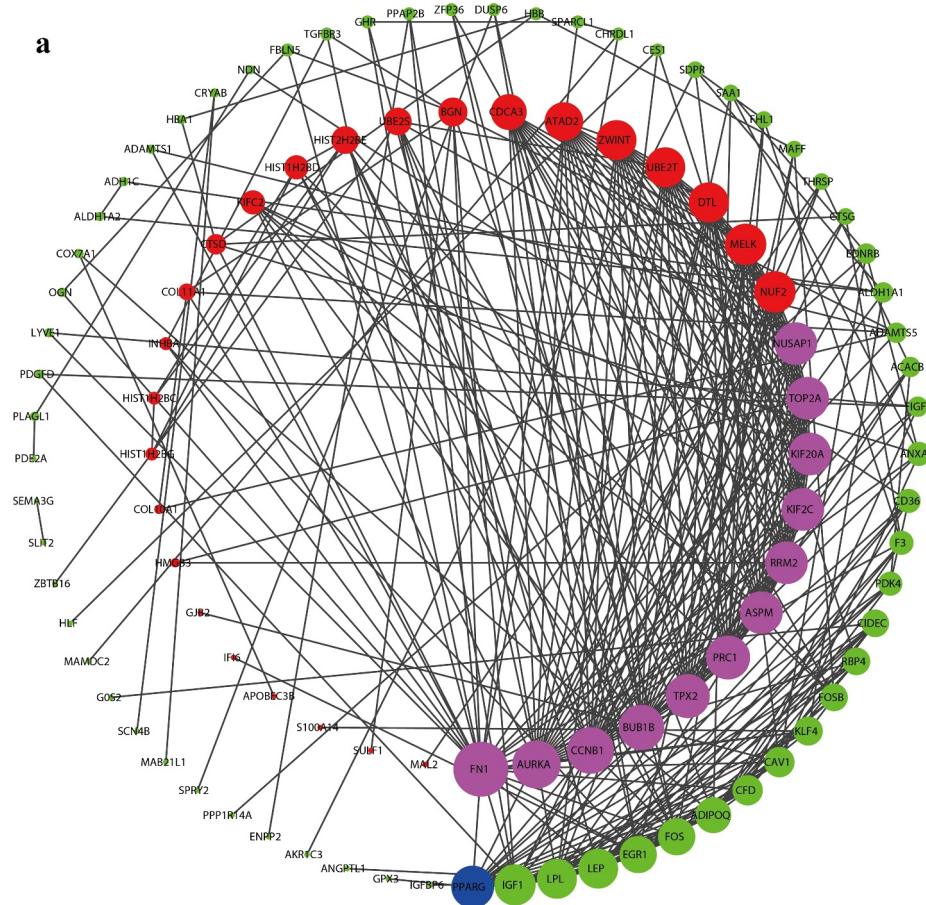 a
HBB
DUSP6
ZFP36
PPAP2B
SPARCL1
GHR
CHRDL1
TGFBR3
CES1
FBLN5
SDPR
NDN
SAA1
CRYAB
FHL1
HBA1
MAFF
ADAMTS1
THRSP
ADH1C
CTSG
ALDH1A2
EDNRB
COX7A1
ALDH1A1
OGN
LYVE1
ADAMTS5
PDGFD
ACACB
PLAGL1
FIGF
PDE2A
ANXA
SEMA3G
CD36
SLIT2
F3
ZBTB16
PDK4
HLF
CIDEC
MAMDC2
RBP4
G0S2
FOSB
SCN4B
KLF4
MAB21L1
CAV1
SPRY2
CFD
PPP1R14A
ADIPOQ
ENPP2
FOS
AKR1C3
EGR1
ANGPTL1
LEP
GPX3
LPL
IGFBP6
PPARG
IGF1
BGN
CDCA3
UBE2S
ATAD2
HIST2H2BE
ZWINT
HIST1H2BD
UBE2T
KIFC2
DTL
CTSD
MELK
COL11A1
NUF2
INHBA
NUSAP1
HIST1H2BC
TOP2A
HIST1H2BG
KIF20A
COL10A1
KIF2C
HMGB3
RRM2
GJB2
ASPM
IFI6
PRC1
APOBEC3B
TPX2
S100A14
BUB1B
SULF1
CCNB1
MAL2
AURKA
FN1